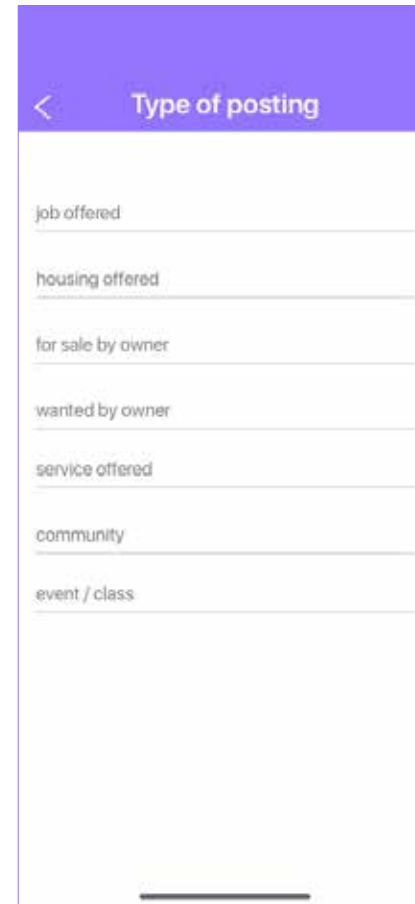 Type of posting
job offered
housing offered
for sale by owner
wanted by owner
service offered
community
event / class